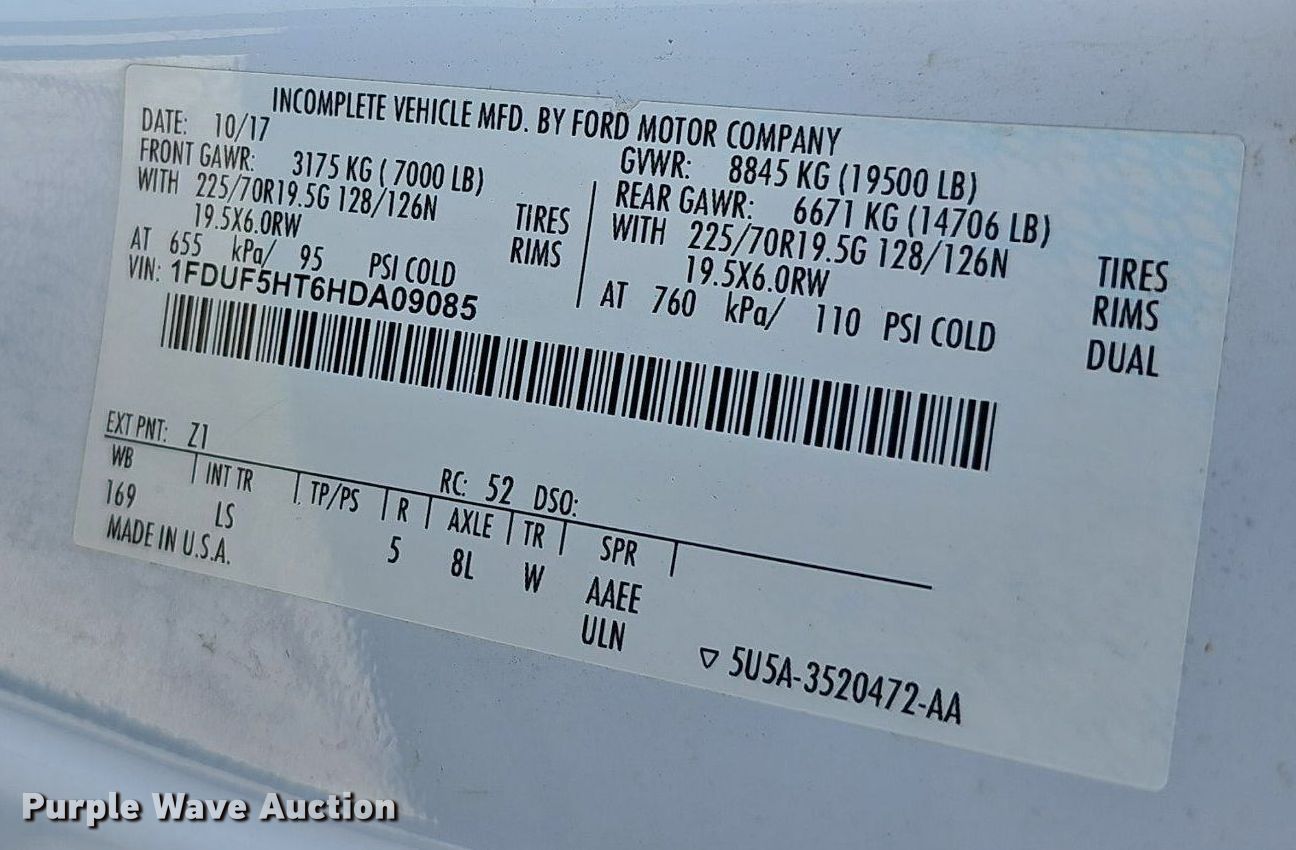 INCOMPLETE VEHICLE MFD. BY FORD MOTOR COMPANY
DATE: 10/17
GVWR: 8845 KG (19500 LB)
FRONT GAWR: 3175 KG ( 7000 LB)
WITH 225/70R19.5G 128/126N TIRES
19.5X6.0RW RIMS
AT 655 kPa/ 95 PSI COLD
REAR GAWR: 6671 KG (14706 LB)
WITH 225/70R19.5G 128/126N TIRES
19.5X6.0RW RIMS
AT 760 kPa/ 110 PSI COLD DUAL
VIN: 1FDUF5HT6HDA09085
EXT PNT: Z1 RC: 52 DSO:
WB INT TR TP/PS R AXLE TR SPR
169 LS 5 8L W AAEE
MADE IN U.S.A. ULN
▽ 5U5A-3520472-AA
Purple Wave Auction